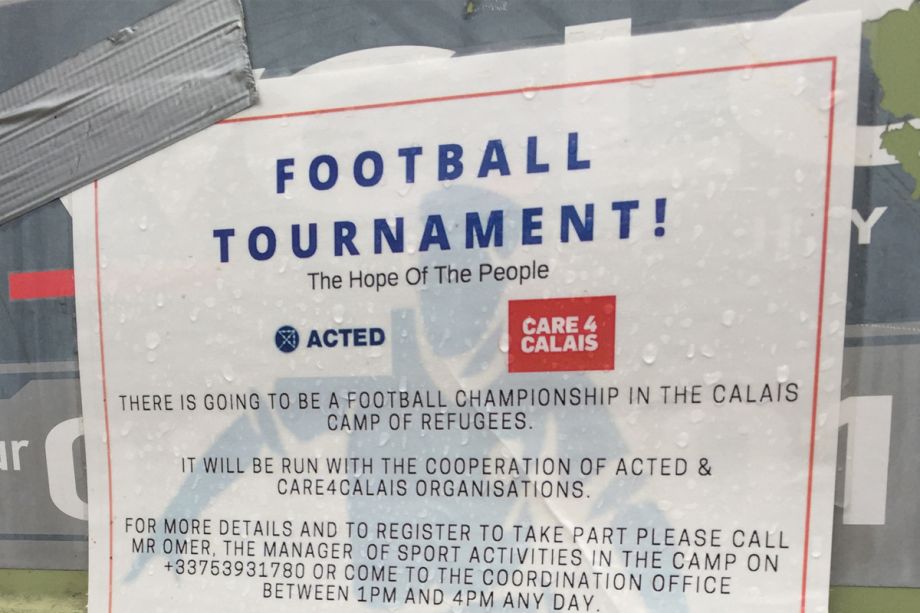 FOOTBALL
TOURNAMENT!
The Hope Of The People
ACTED
CARE 4
CALAIS
THERE IS GOING TO BE A FOOTBALL CHAMPIONSHIP IN THE CALAIS
CAMP OF REFUGEES.
IT WILL BE RUN WITH THE COOPERATION OF ACTED &
CARE4CALAIS ORGANISATIONS.
FOR MORE DETAILS AND TO REGISTER TO TAKE PART PLEASE CALL
MR OMER, THE MANAGER OF SPORT ACTIVITIES IN THE CAMP ON
+33753931780 OR COME TO THE COORDINATION OFFICE
BETWEEN 1PM AND 4PM ANY DAY.